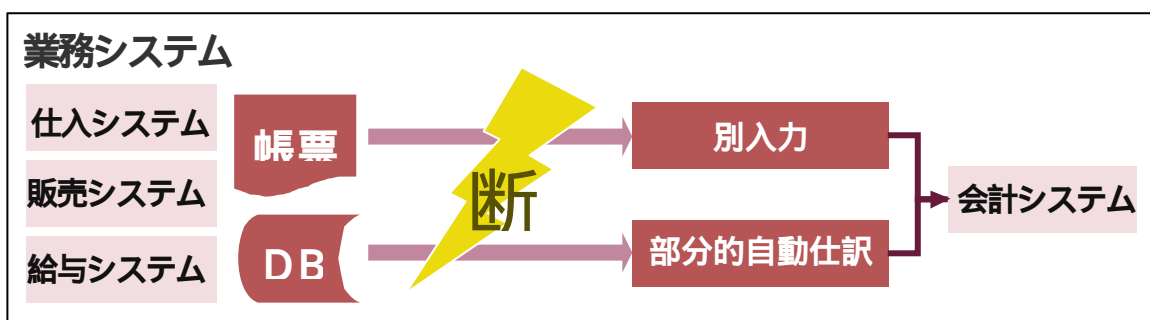 業務システム
仕入システム
販売システム
給与システム
帳票
DB
断
別入力
部分的自動仕訳
会計システム